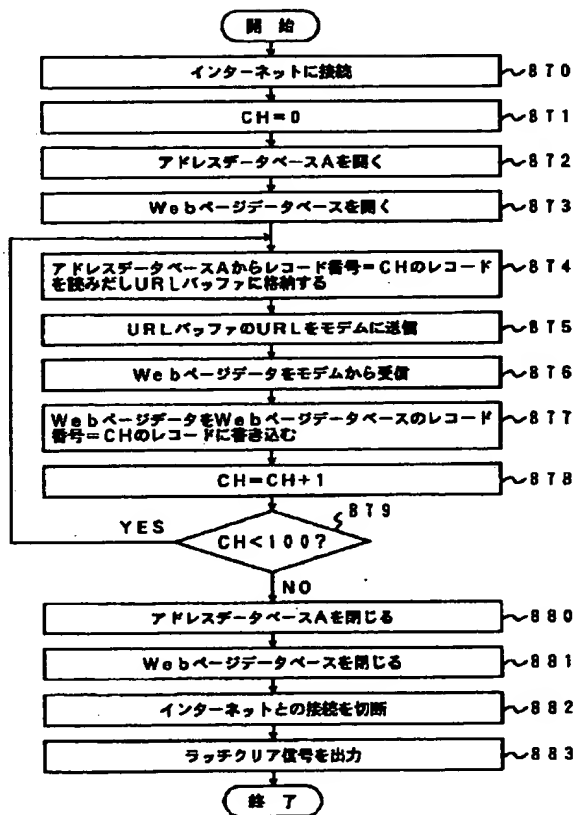 開 始
インターネットに接続
870
CH=0
871
アドレスデータベースAを開く
872
Webページデータベースを開く
873
アドレスデータベースAからレコード番号=CHのレコード
を読みだしURLバッファに格納する
874
URLバッファのURLをモデムに送信
875
Webページデータをモデムから受信
876
WebページデータをWebページデータベースのレコード
番号=CHのレコードに書き込む
877
CH=CH+1
878
879
YES
CH<100?
NO
アドレスデータベースAを閉じる
880
Webページデータベースを閉じる
881
インターネットとの接続を切断
882
ラッチクリア信号を出力
883
終 了